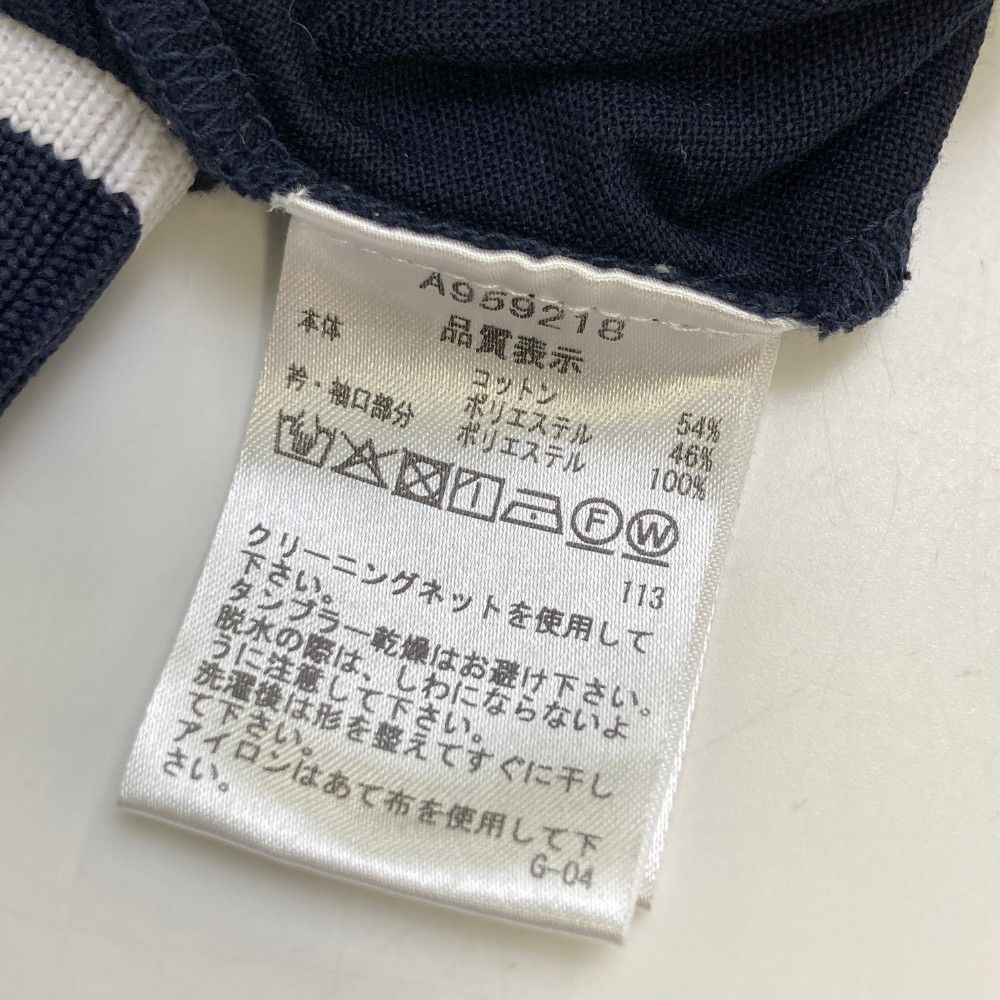 A959218
品質表示
本体
コットン 54%
ポリエステル 46%
衿・袖口部分 ポリエステル 100%
F W
113
クリーニングネットを使用して
下さい。
タンブラー乾燥はお避け下さい。
脱水の際は、しわにならないよ
うに注意して下さい。
洗濯後は形を整えてすぐに干し
て下さい。
アイロンはあて布を使用して下
さい。
G-04